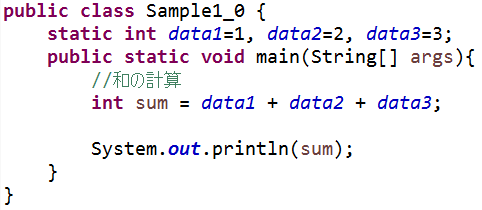 public class Sample1_0 {
    static int data1=1, data2=2, data3=3;
    public static void main(String[] args){
        //和の計算
        int sum = data1 + data2 + data3;

        System.out.println(sum);
    }
}